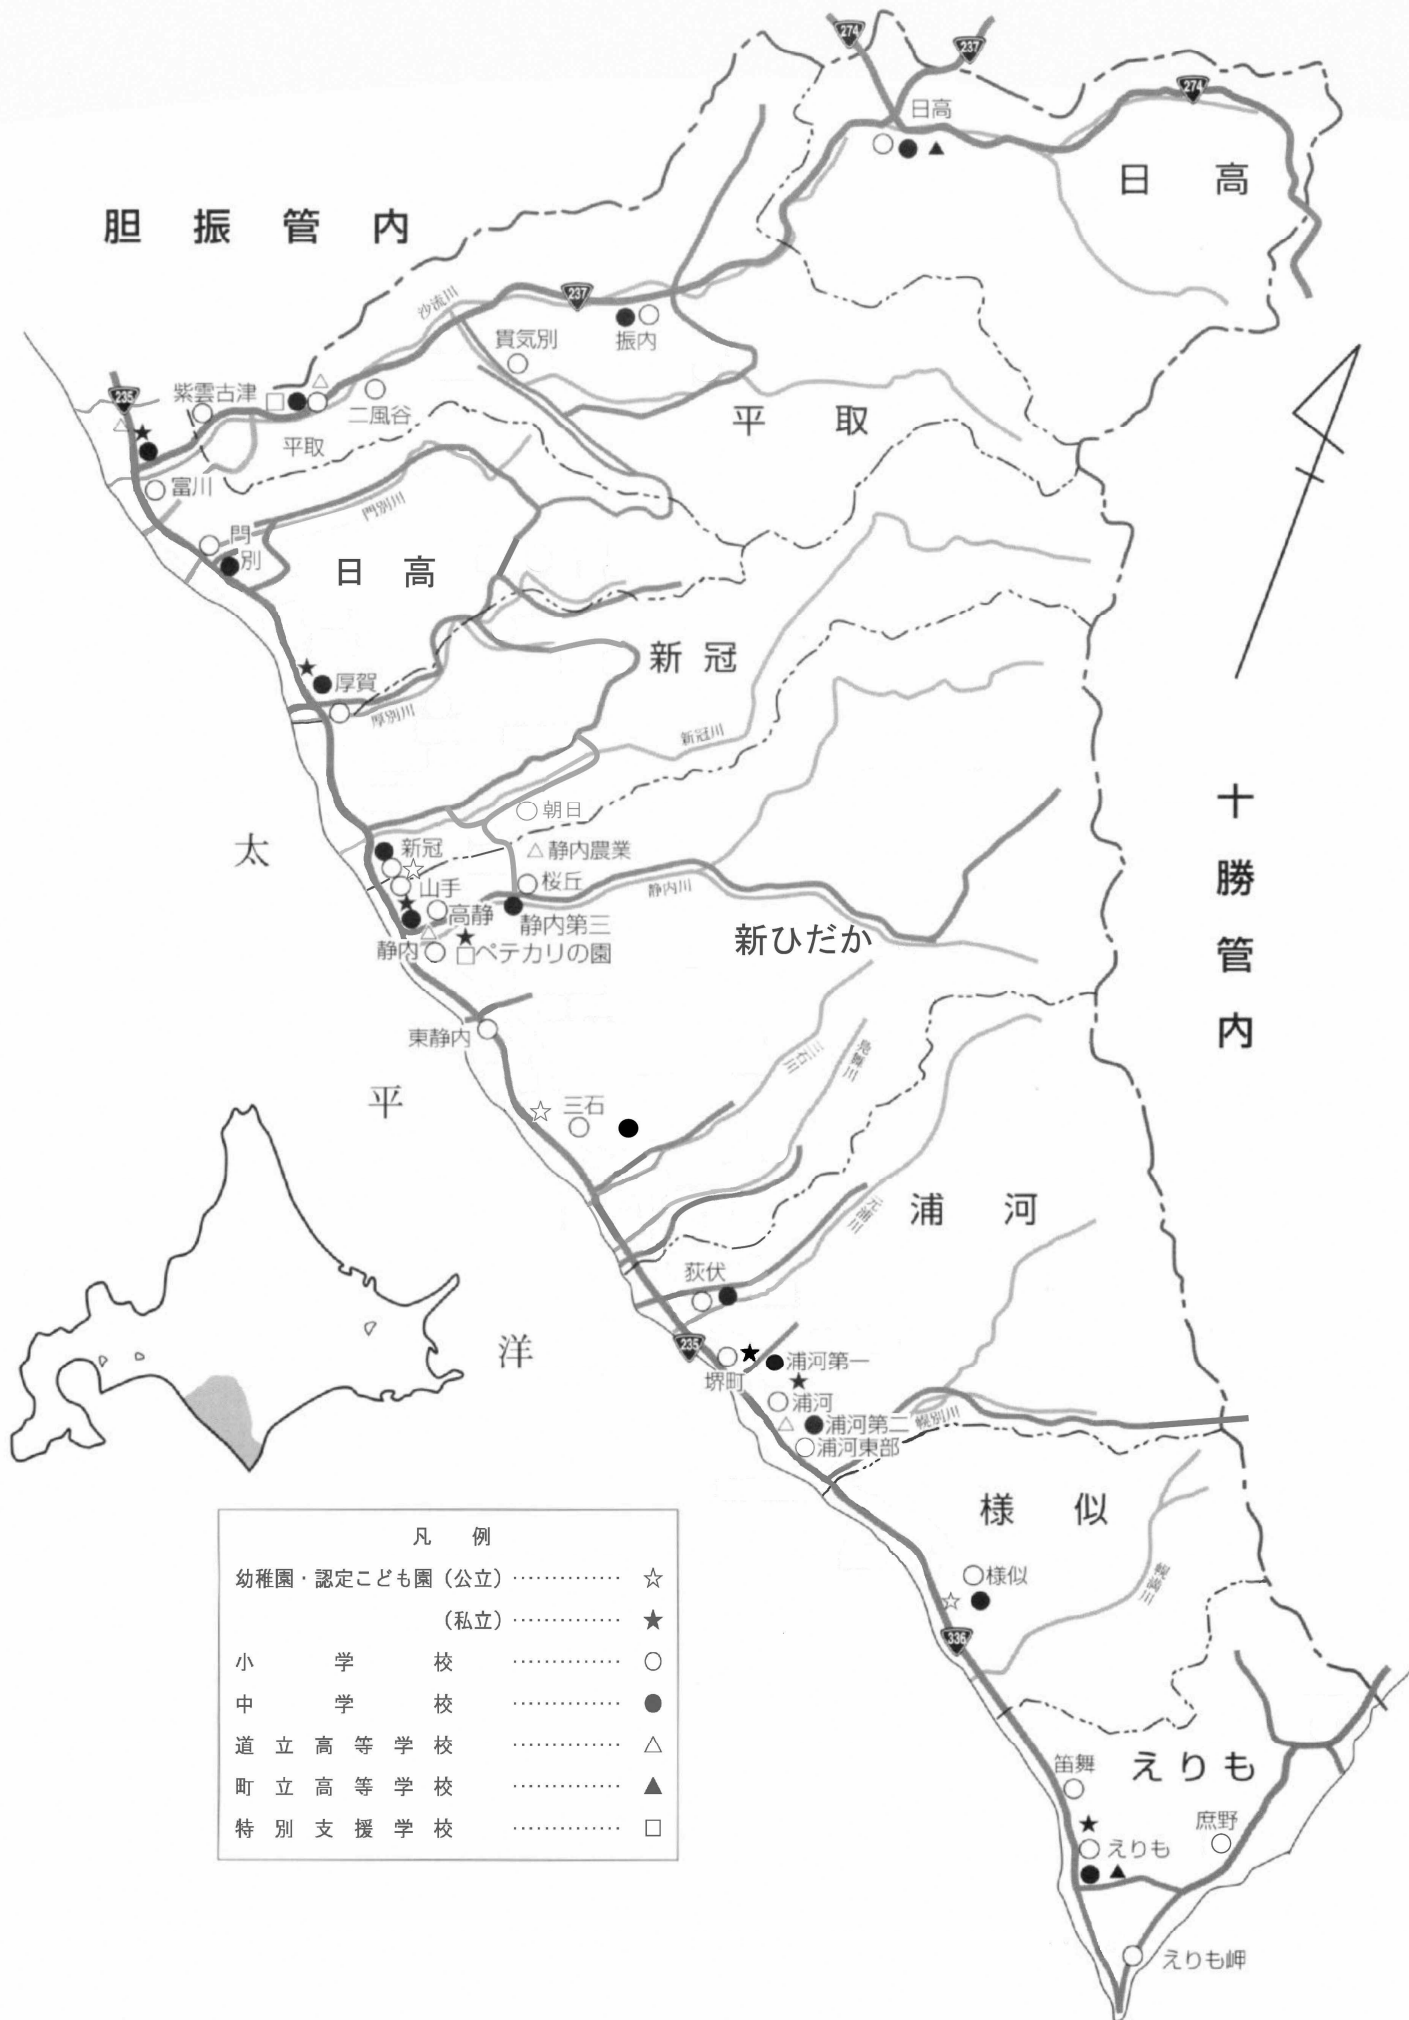 274
237
274
日高
日 高
胆 振 管 内
237
沙流川
貫気別
振内
235
紫雲古津
二風谷
平取
平 取
富川
門別川
門別
日 高
新 冠
厚賀
厚別川
新冠川
朝日
十勝管内
太平洋
新冠
静内農業
山手
桜丘
静内川
高静
静内第三
静内
ペテカリの園
新ひだか
東静内
三石川
鳧舞川
三石
浦 河
元浦川
荻伏
235
堺町
浦河第一
浦河
浦河第二
幌別川
浦河東部
様 似
様似
336
えりも
笛舞
庶野
えりも
えりも岬
凡 例
幼稚園・認定こども園（公立）…………… ☆
（私立）…………… ★
小 学 校 …………… ○
中 学 校 …………… ●
道 立 高 等 学 校 …………… △
町 立 高 等 学 校 …………… ▲
特 別 支 援 学 校 …………… □